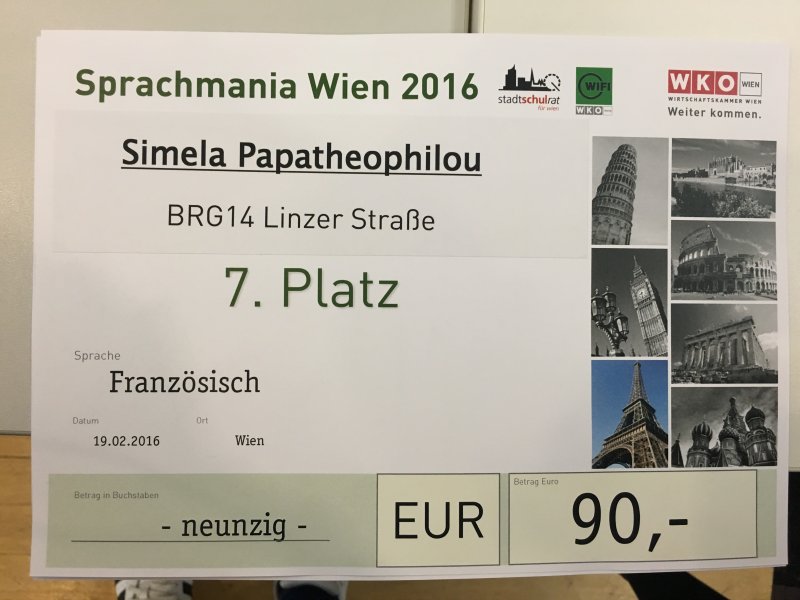 Sprachmania Wien 2016
stadtschulrat
für wien
WIFI
WKO
WKO WIEN
WIRTSCHAFTSKAMMER WIEN
Weiter kommen.
Simela Papatheophilou
BRG14 Linzer Straße
7. Platz
Sprache
Französisch
Datum
Ort
19.02.2016
Wien
Betrag in Buchstaben
- neunzig -
EUR
Betrag Euro
90,-